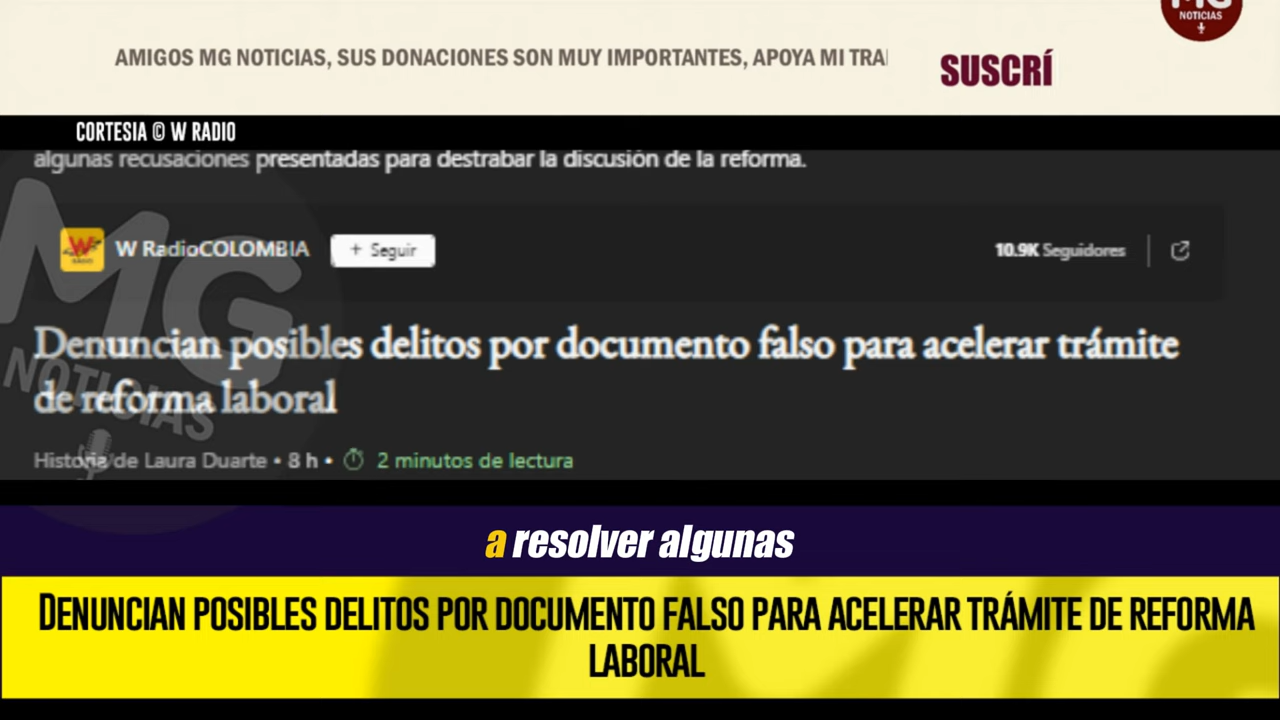 MG
NOTICIAS
AMIGOS MG NOTICIAS, SUS DONACIONES SON MUY IMPORTANTES, APOYA MI TRA
SUSCRÍ
CORTESIA © W RADIO
algunas recusaciones presentadas para destrabar la discusión de la reforma.
W RadioCOLOMBIA
+ Seguir
10.9K Seguidores
Denuncian posibles delitos por documento falso para acelerar trámite
de reforma laboral
MG
NOTICIAS
Historia de Laura Duarte • 8 h • 2 minutos de lectura
a resolver algunas
DENUNCIAN POSIBLES DELITOS POR DOCUMENTO FALSO PARA ACELERAR TRÁMITE DE REFORMA
LABORAL